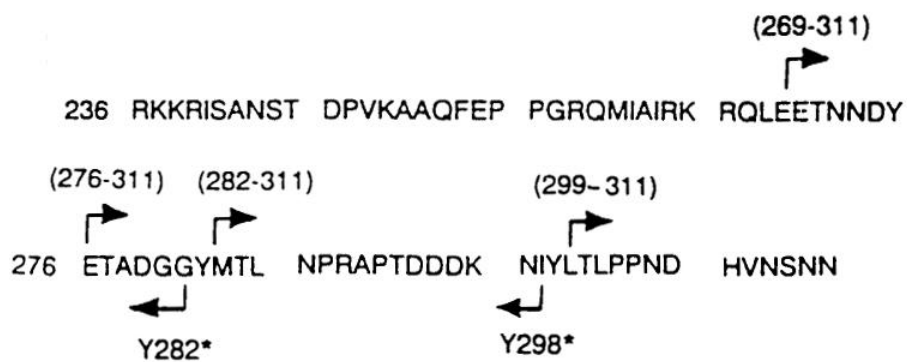 (269-311)
236 RKKRISANST DPVKAAQFEP PGRQMIAIRK RQLEETNNDY
(276-311) (282-311) (299-311)
276 ETADGGYMTL NPRAPTDDDK NIYLTLPPND HVNSNN
Y282* Y298*